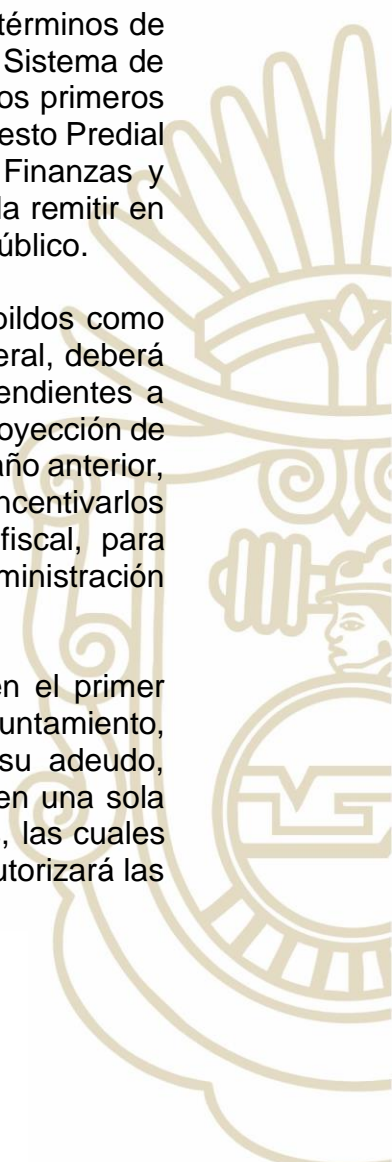 términos de
Sistema de
os primeros
esto Predial
Finanzas y
la remitir en
úblico.
bildos como
eral, deberá
endientes a
oyección de
año anterior,
ncentivarlos
fiscal, para
ministración
en el primer
untamiento,
su adeudo,
en una sola
, las cuales
utorizará las